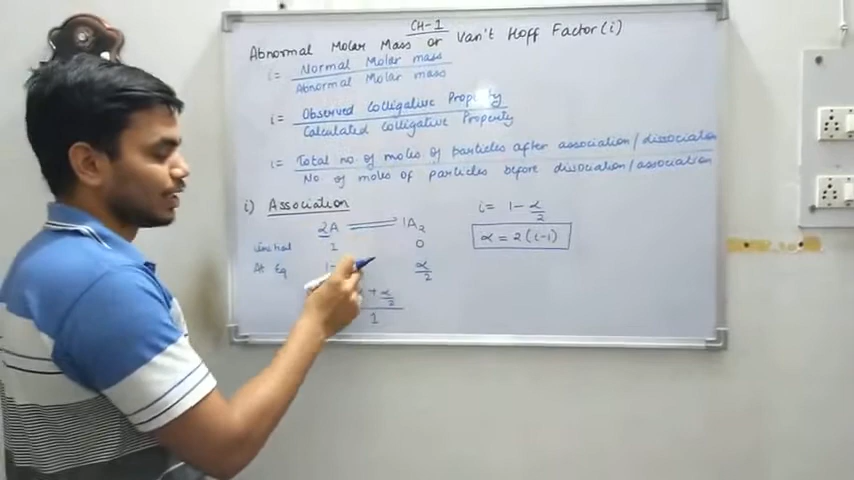 CH-1
Abnormal Molar Mass or Van't Hoff Factor (i)
i = Normal Molar mass
Abnormal Molar mass
i = Observed Colligative Property
Calculated Colligative Property
i = Total no of moles of particles after association/dissociation
No of moles of particles before dissociation/Association
i) Association
2A ⇌ 1A2
Initial 1 0
At Eq 1- α/2
+ α/2
1
i = 1 - α/2
α = 2(i-1)